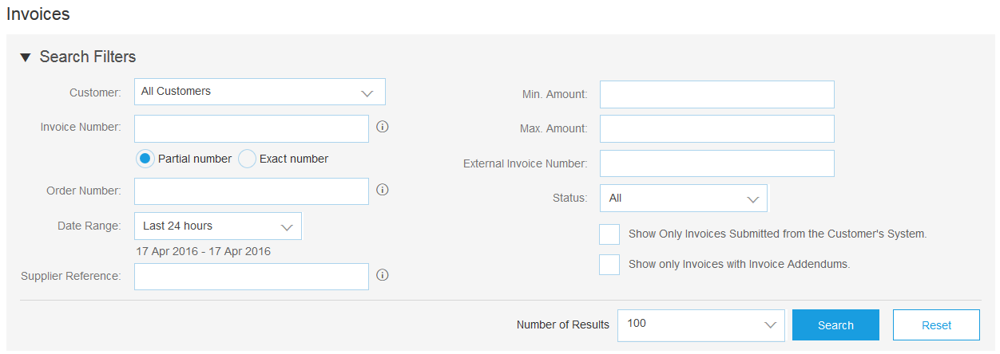 Invoices
Search Filters
Customer: All Customers
Invoice Number:
Partial number Exact number
Order Number:
Date Range: Last 24 hours
17 Apr 2016 - 17 Apr 2016
Supplier Reference:
Min. Amount:
Max. Amount:
External Invoice Number:
Status: All
Show Only Invoices Submitted from the Customer's System.
Show only Invoices with Invoice Addendums.
Number of Results 100 Search Reset